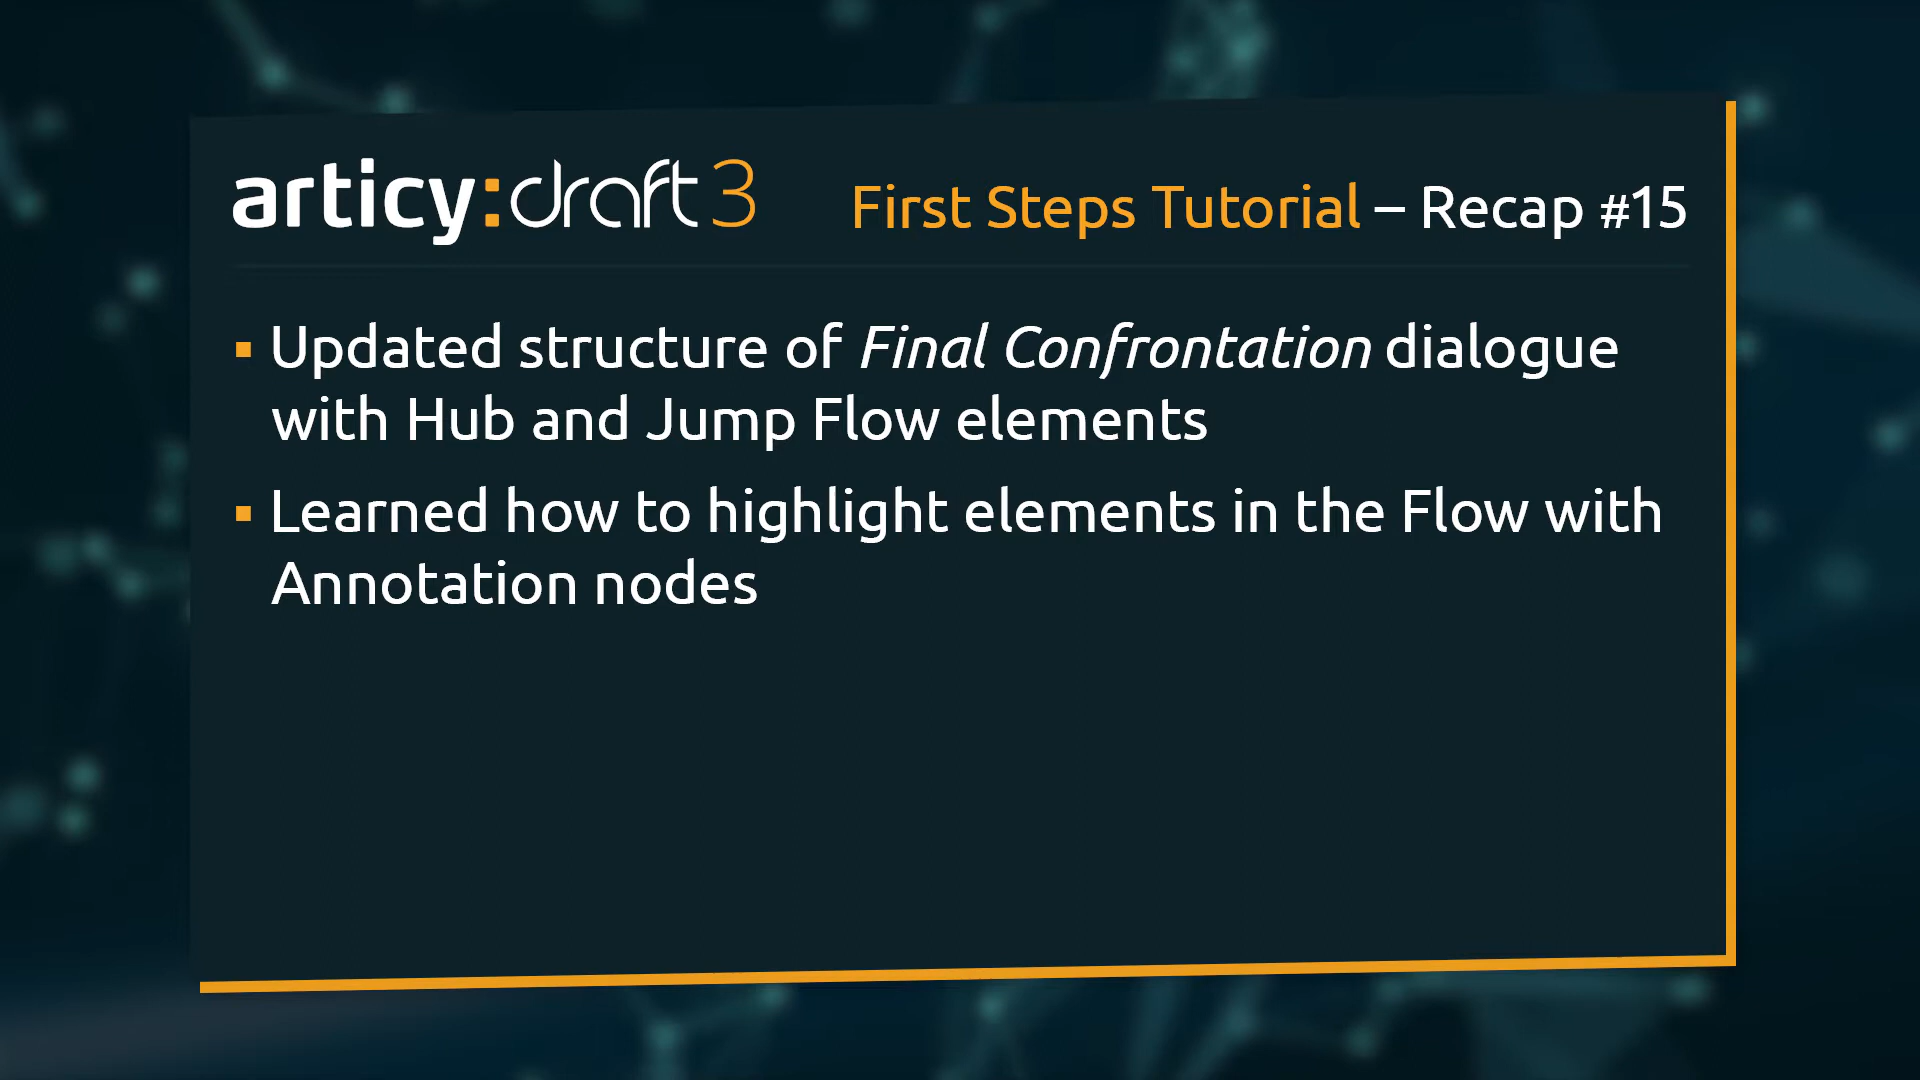 articy:draft 3
First Steps Tutorial – Recap #15
▪ Updated structure of Final Confrontation dialogue
with Hub and Jump Flow elements
▪ Learned how to highlight elements in the Flow with
Annotation nodes